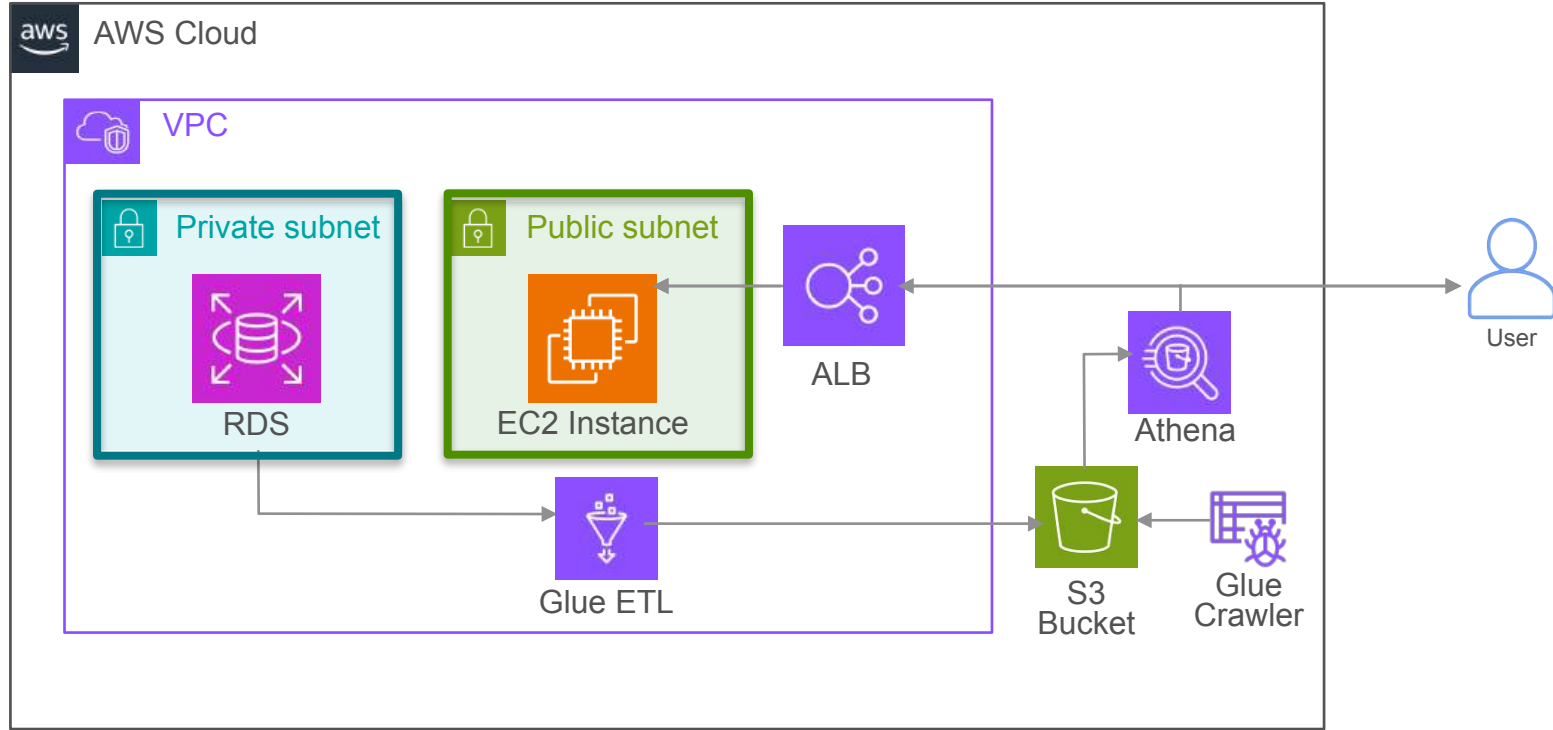 aws
AWS Cloud
VPC
Private subnet
Public subnet
RDS
EC2 Instance
ALB
User
Athena
Glue ETL
S3
Bucket
Glue
Crawler